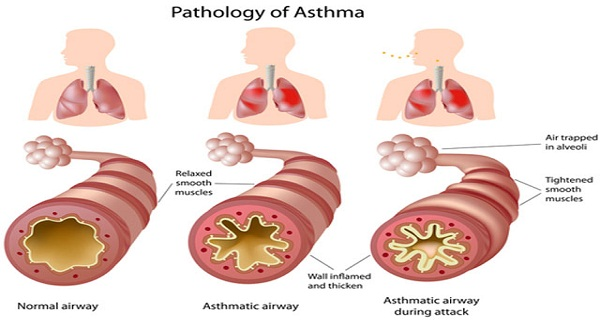 Pathology of Asthma
Air trapped
in alveoli
Relaxed
smooth
muscles
Tightened
smooth
muscles
Wall inflamed
and thicken
Normal airway
Asthmatic airway
Asthmatic airway
during attack